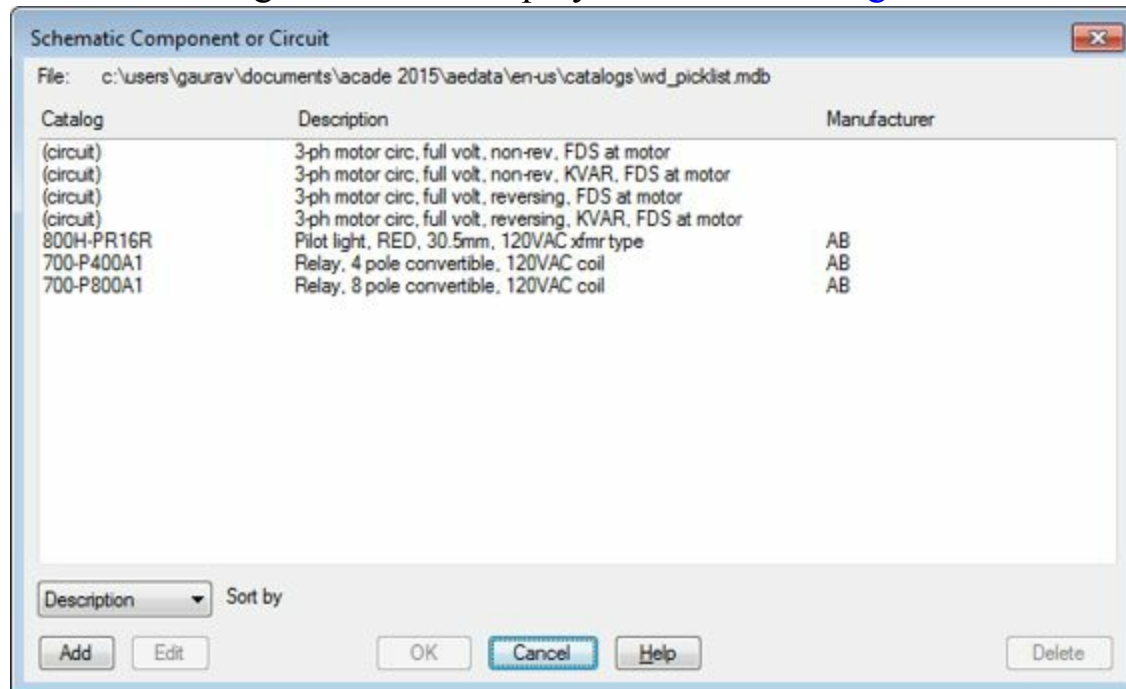 Schematic Component or Circuit
File: c:\users\gaurav\documents\acade 2015\aedata\en-us\catalogs\wd_picklist.mdb
Catalog Description Manufacturer
(circuit) 3-ph motor circ, full volt, non-rev, FDS at motor
(circuit) 3-ph motor circ, full volt, non-rev, KVAR, FDS at motor
(circuit) 3-ph motor circ, full volt, reversing, FDS at motor
(circuit) 3-ph motor circ, full volt, reversing, KVAR, FDS at motor
800H-PR16R Pilot light, RED, 30.5mm, 120VAC xfmr type AB
700-P400A1 Relay, 4 pole convertible, 120VAC coil AB
700-P800A1 Relay, 8 pole convertible, 120VAC coil AB
Description Sort by
Add Edit OK Cancel Help Delete